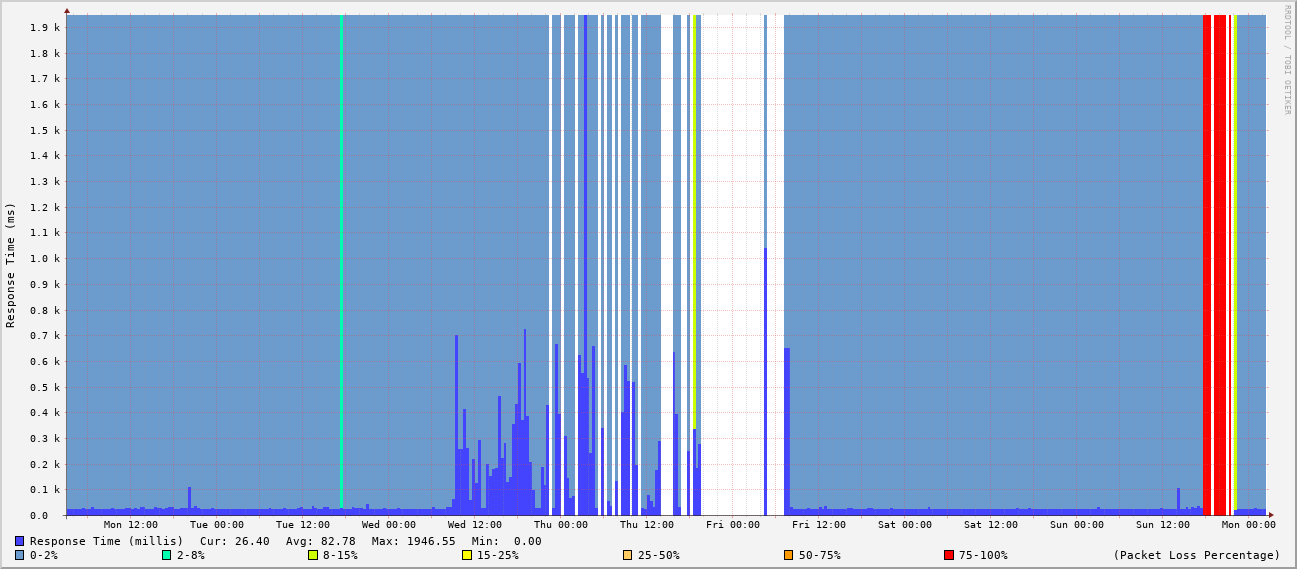 RRDTOOL / TOBI OETIKER
Response Time (ms)
1.9 k
1.8 k
1.7 k
1.6 k
1.5 k
1.4 k
1.3 k
1.2 k
1.1 k
1.0 k
0.9 k
0.8 k
0.7 k
0.6 k
0.5 k
0.4 k
0.3 k
0.2 k
0.1 k
0.0
Mon 12:00 Tue 00:00 Tue 12:00 Wed 00:00 Wed 12:00 Thu 00:00 Thu 12:00 Fri 00:00 Fri 12:00 Sat 00:00 Sat 12:00 Sun 00:00 Sun 12:00 Mon 00:00
Response Time (millis) Cur: 26.40 Avg: 82.78 Max: 1946.55 Min: 0.00
0-2% 2-8% 8-15% 15-25% 25-50% 50-75% 75-100% (Packet Loss Percentage)